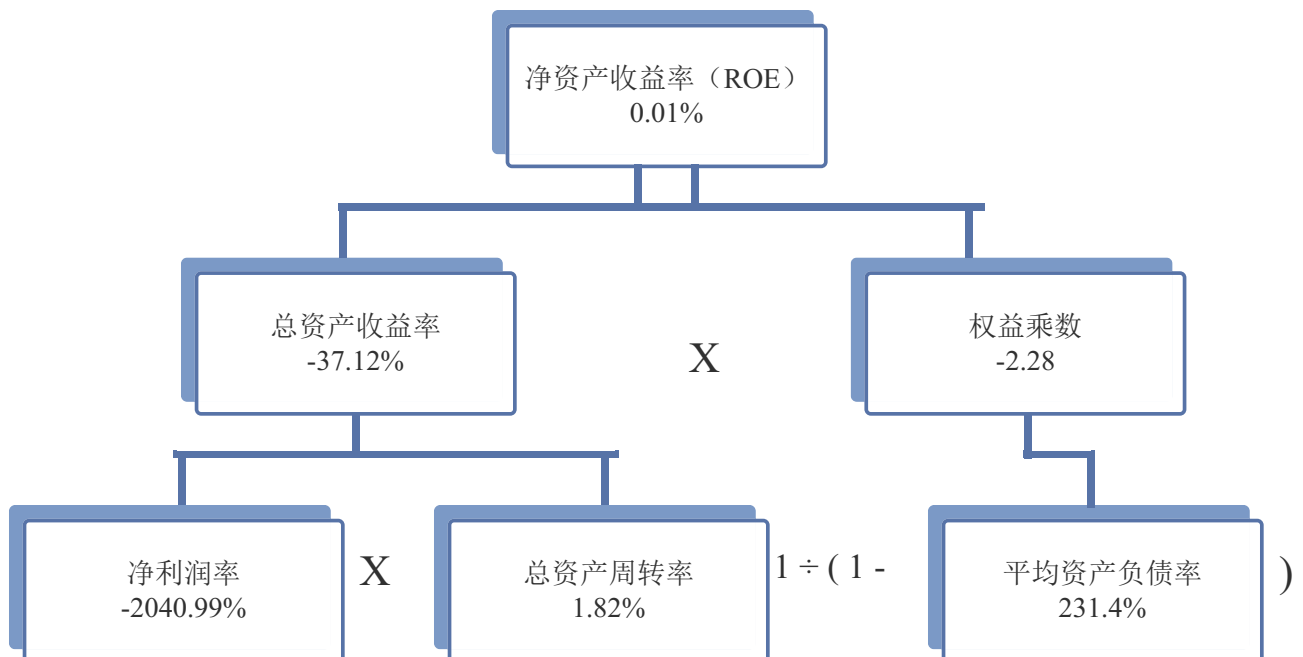 净资产收益率（ROE）
0.01%
总资产收益率
-37.12%
X
权益乘数
-2.28
净利润率
-2040.99%
X
总资产周转率
1.82%
1 ÷ ( 1 -
平均资产负债率
231.4%
)